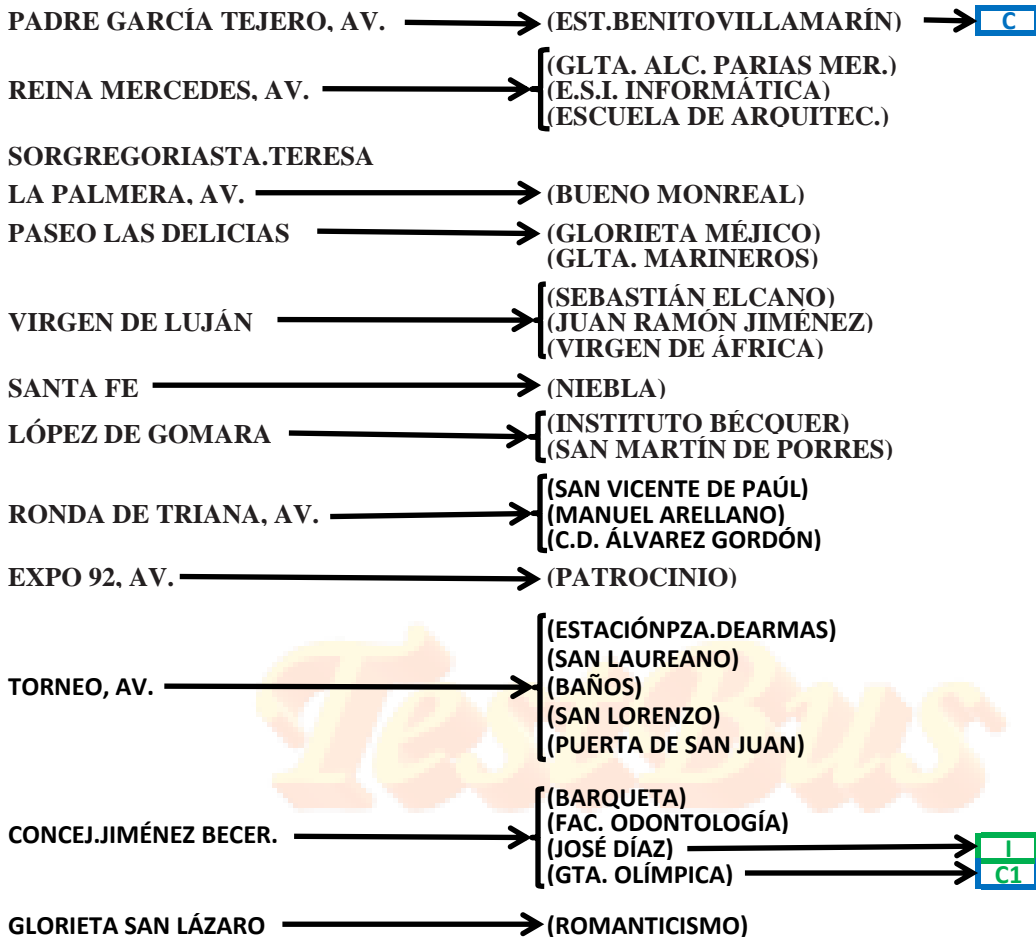 PADRE GARCÍA TEJERO, AV. (EST.BENITOVILLAMARÍN) C
(GLTA. ALC. PARIAS MER.)
REINA MERCEDES, AV. (E.S.I. INFORMÁTICA)
(ESCUELA DE ARQUITEC.)
SORGREGORIASTA.TERESA
LA PALMERA, AV. (BUENO MONREAL)
PASEO LAS DELICIAS (GLORIETA MÉJICO)
(GLTA. MARINEROS)
(SEBASTIÁN ELCANO)
VIRGEN DE LUJÁN (JUAN RAMÓN JIMÉNEZ)
(VIRGEN DE ÁFRICA)
SANTA FE (NIEBLA)
LÓPEZ DE GOMARA (INSTITUTO BÉCQUER)
(SAN MARTÍN DE PORRES)
(SAN VICENTE DE PAÚL)
RONDA DE TRIANA, AV. (MANUEL ARELLANO)
(C.D. ÁLVAREZ GORDÓN)
EXPO 92, AV. (PATROCINIO)
(ESTACIÓNPZA.DEARMAS)
(SAN LAUREANO)
TORNEO, AV. (BAÑOS)
(SAN LORENZO)
(PUERTA DE SAN JUAN)
TestBus
(BARQUETA)
(FAC. ODONTOLOGÍA)
CONCEJ.JIMÉNEZ BECER. (JOSÉ DÍAZ) I
(GTA. OLÍMPICA) C1
GLORIETA SAN LÁZARO (ROMANTICISMO)